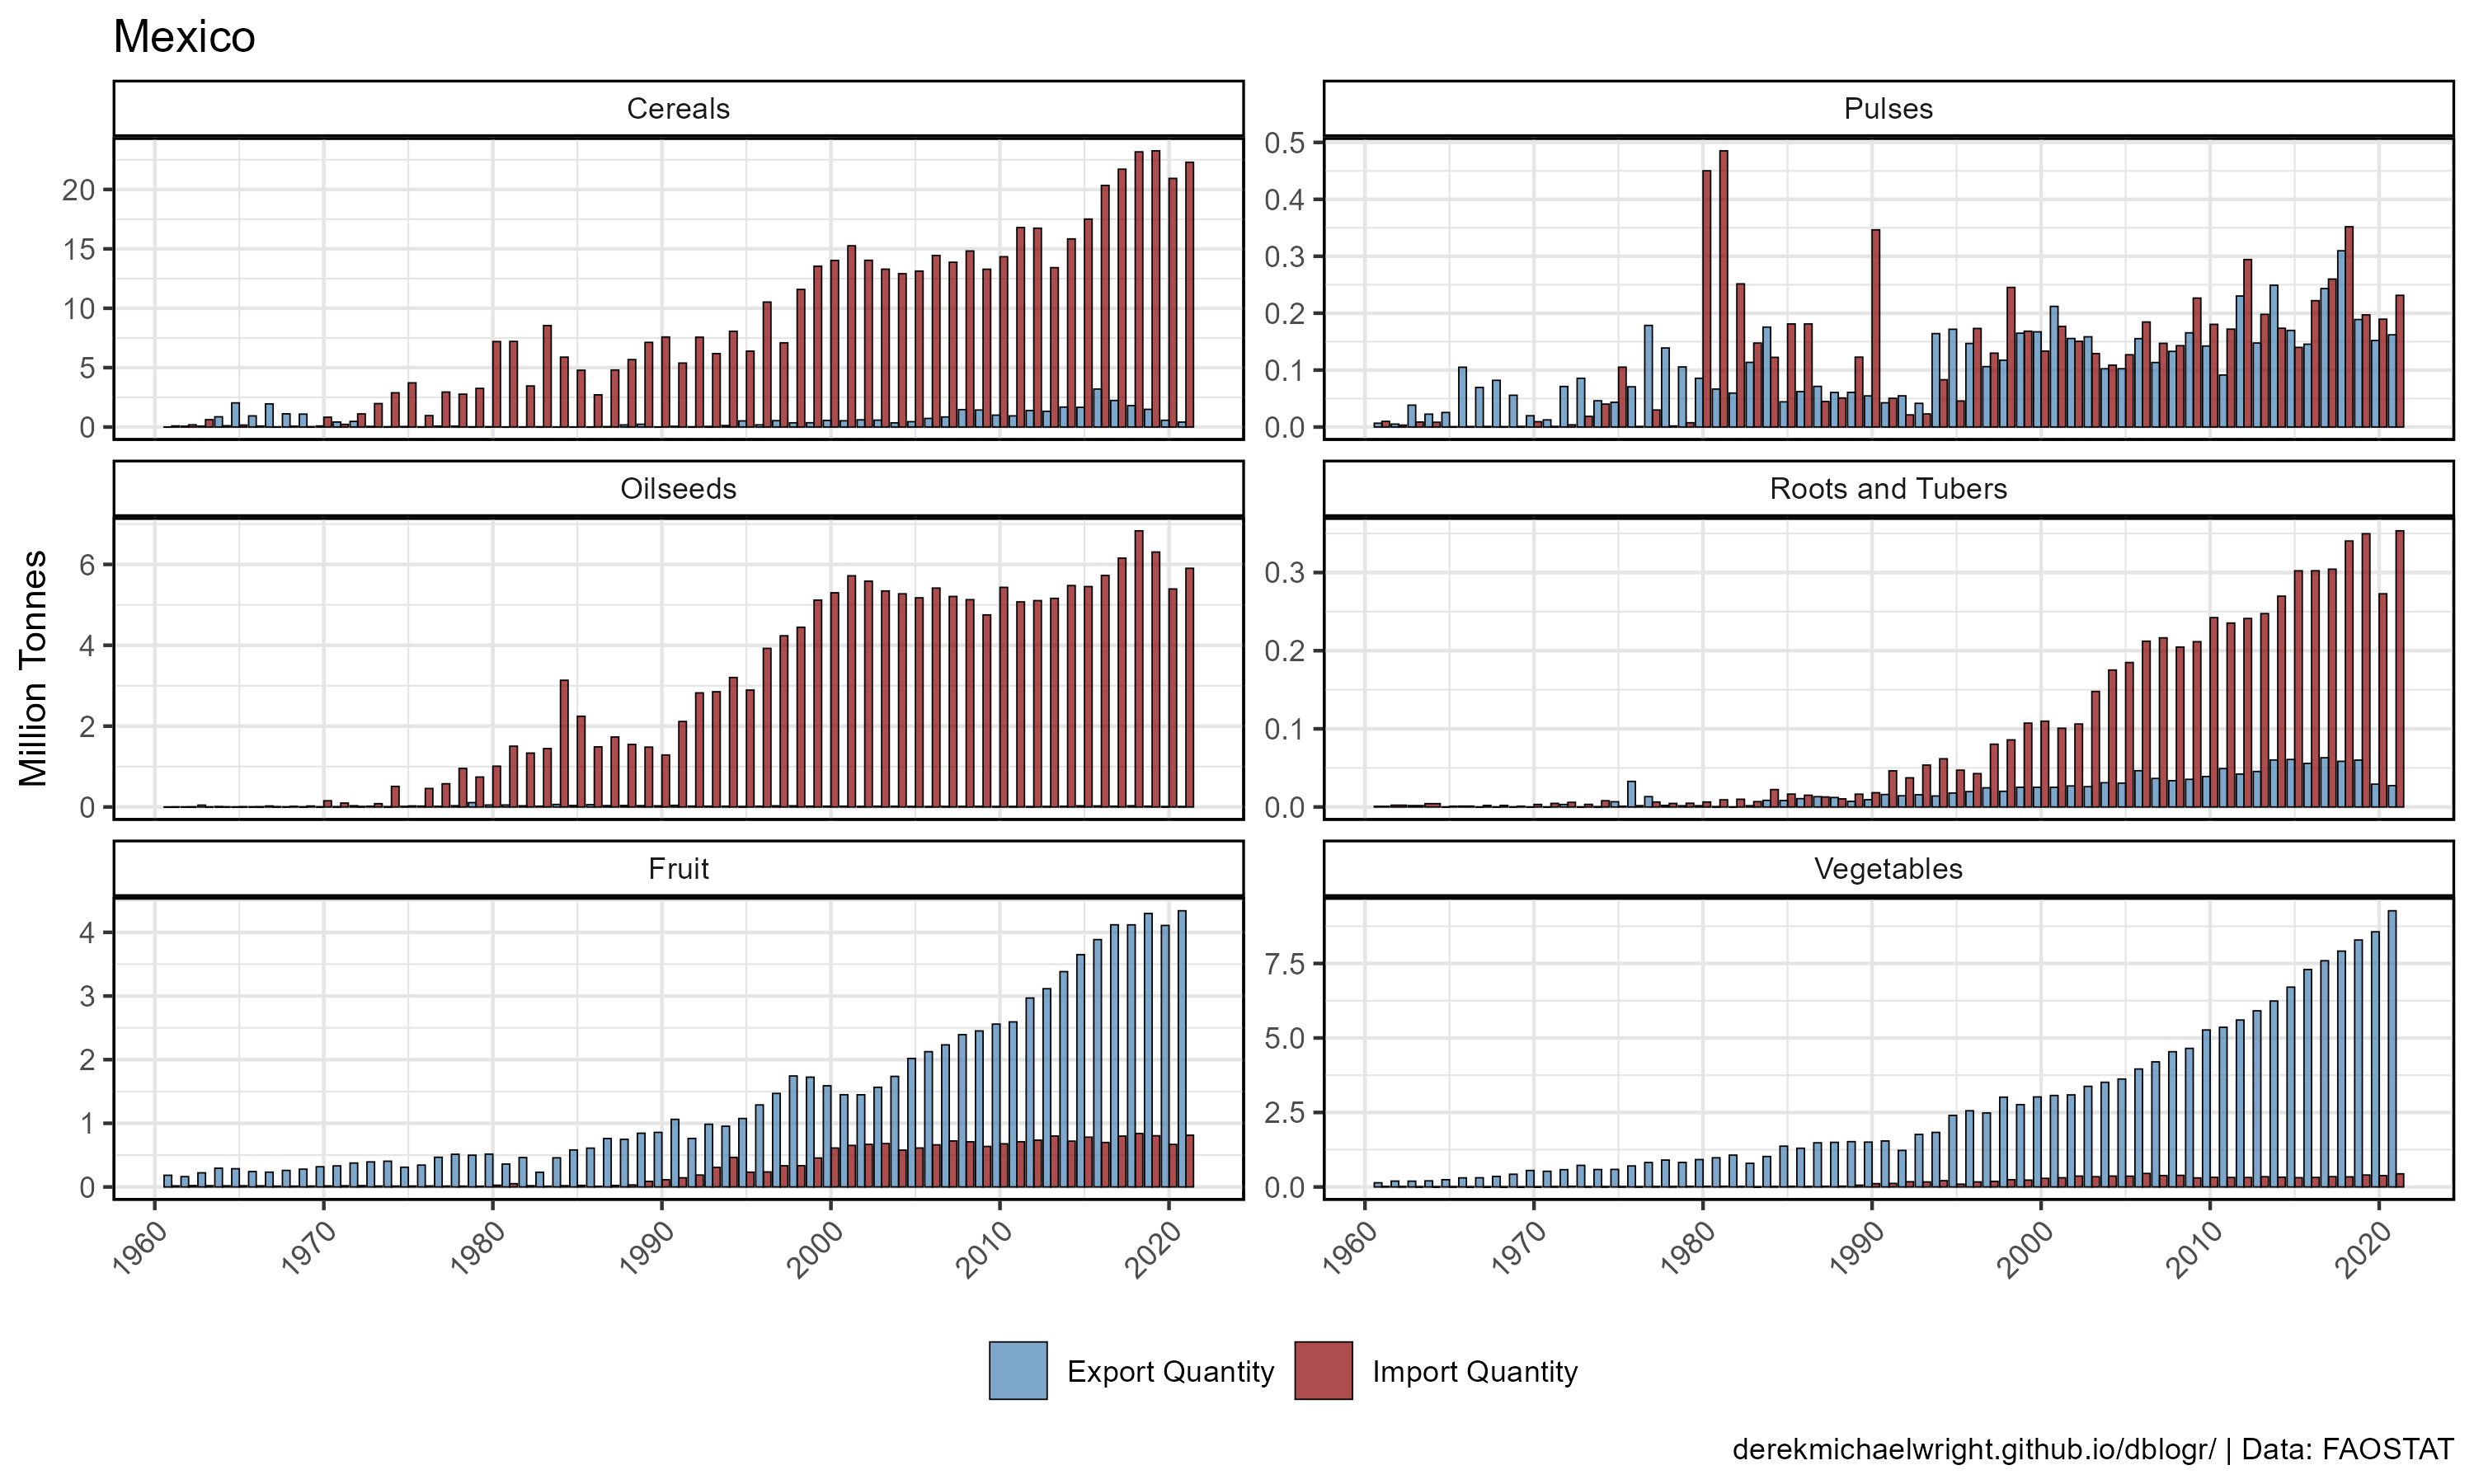 Mexico
Cereals
Pulses
20
15
10
5
0
0.5
0.4
0.3
0.2
0.1
0.0
Oilseeds
Roots and Tubers
Million Tonnes
6
4
2
0
0.3
0.2
0.1
0.0
Fruit
Vegetables
4
3
2
1
0
7.5
5.0
2.5
0.0
1960 1970 1980 1990 2000 2010 2020
1960 1970 1980 1990 2000 2010 2020
Export Quantity Import Quantity
derekmichaelwright.github.io/dblogr/ | Data: FAOSTAT